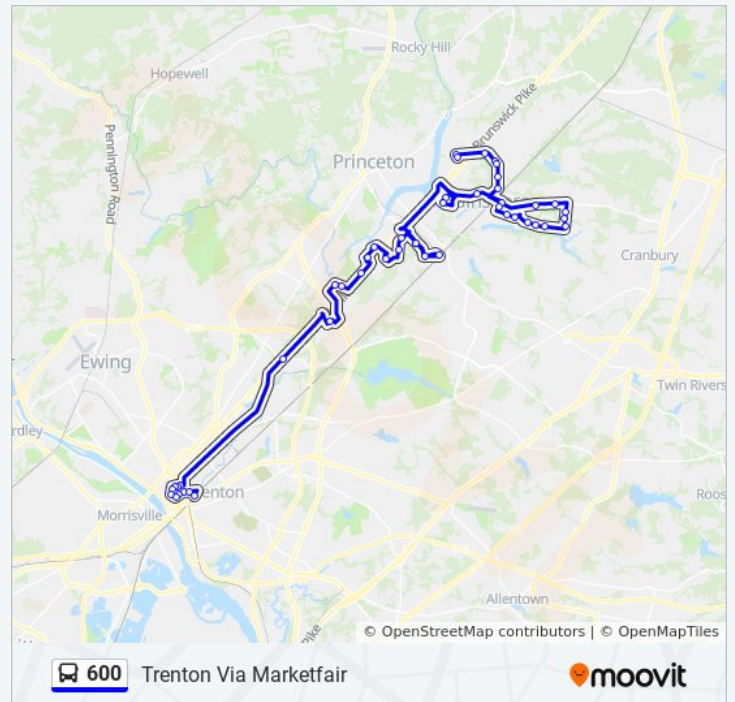 Rocky Hill
Hopewell
Brunswick Pike
Pennington Road
Princeton
Cranbury
Ewing
Twin Rivers
rdley
Trenton
Roos
Morrisville
Allentown
Pike
© OpenStreetMap contributors | © OpenMapTiles
600 Trenton Via Marketfair moovit